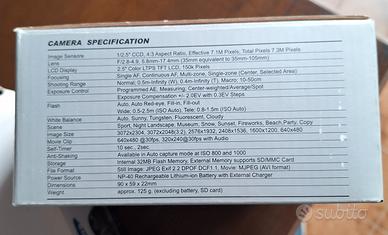 CAMERA SPECIFICATION
Image Sensors 1/2.5" CCD, 4:3 Aspect Ratio, Effective 7.1M Pixels, Total Pixels 7.3M Pixels
Lens F/2.8-4.9, 5.8mm-17.4mm (35mm equivalent to 35mm-105mm)
LCD Display 2.5" Color LTPS TFT LCD, 150k Pixels
Focusing Single AF, Continuous AF, Multi-zone, Single-zone (Center, Selected Area)
Shooting Range Normal, 0.5m-Inf (W), 0.4m-Inf (T), Macro, 10-50cm
Exposure Control Programmed AE; Metering: Center-weighted/Average/Spot
Exposure Compensation +/- 2.0EV with 0.3EV Steps
Flash Auto, Auto Red-eye, Fill-in, Fill-out
Wide: 0.5-2.5m (ISO Auto), Tele: 0.8-1.5m (ISO Auto)
White Balance Auto, Sunny, Tungsten, Fluorescent, Cloudy
Scene Sport, Night Landscape, Museum, Snow, Sunset, Fireworks, Beach, Party, Copy
Image Size 3072x2304, 3072x2048(3:2), 2576x1932, 2408x1536, 1600x1200, 640x480
Movie Clip 640x480 @30fps, 320x240@30fps with Audio
Self-Timer 10 sec., 2sec.
Anti-Shaking Available in Auto capture mode at ISO 800 and 1000
Storage Internal 32MB Flash Memory, External Memory supports SD/MMC Card
File Format Still Image: JPEG Exif 2.2 DPOF DCF1.1, Movie: MJPEG (AVI format)
Power Source NP-40 Rechargeable Lithium-ion Battery with External Charger
Dimensions 90 x 59 x 22mm
Weight approx. 125 g. (excluding battery, SD card)
subito